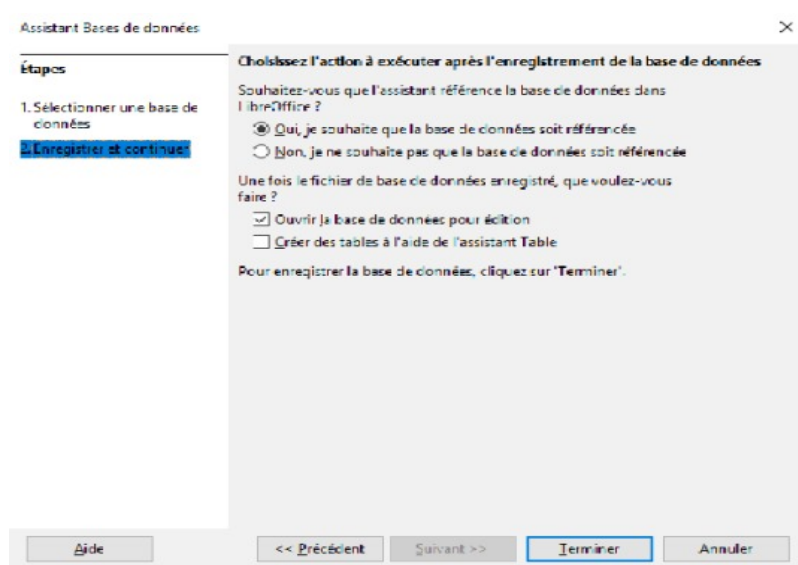 Assistant Bases de données
Étapes
1. Sélectionner une base de
données
2. Enregistrer et continuer
Choisissez l'action à exécuter après l'enregistrement de la base de données
Souhaitez-vous que l'assistant référence la base de données dans
LibreOffice ?
Oui, je souhaite que la base de données soit référencée
Non, je ne souhaite pas que la base de données soit référencée
Une fois le fichier de base de données enregistré, que voulez-vous
faire ?
Ouvrir la base de données pour édition
Créer des tables à l'aide de l'assistant Table
Pour enregistrer la base de données, cliquez sur 'Terminer'.
Aide
<< Précédent
Suivant >>
Terminer
Annuler